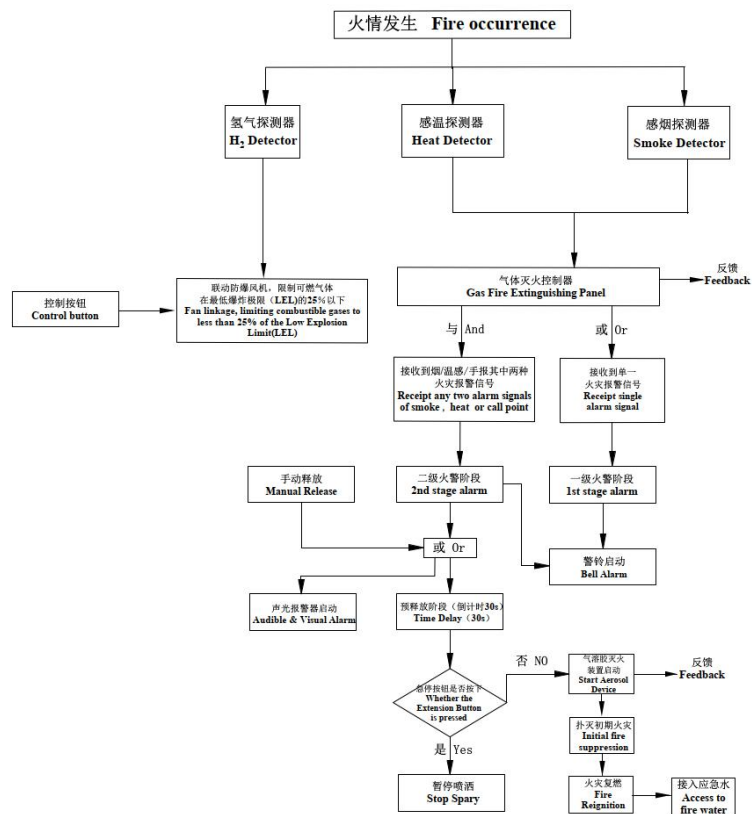 火情发生 Fire occurrence
氢气探测器
H₂ Detector
感温探测器
Heat Detector
感烟探测器
Smoke Detector
控制按钮
Control button
联动防爆风机，限制可燃气体
在最低爆炸极限（LEL)的25%以下
Fan linkage, limiting combustible gases to
less than 25% of the Low Explosion
Limit(LEL)
气体灭火控制器
Gas Fire Extinguishing Panel
反馈
Feedback
与 And
或 Or
接收到烟/温感/手报其中两种
火灾报警信号
Receipt any two alarm signals
of smoke , heat or call point
接收到单一
火灾报警信号
Receipt single
alarm signal
手动释放
Manual Release
二级火警阶段
2nd stage alarm
一级火警阶段
1st stage alarm
或 Or
警铃启动
Bell Alarm
声光报警器启动
Audible & Visual Alarm
预释放阶段（倒计时30s）
Time Delay（30s）
急停按钮是否按下
Whether the
Extension Button
is pressed
否 NO
气溶胶灭火
装置启动
Start Aerosol
Device
反馈
Feedback
扑灭初期火灾
Initial fire
suppression
是 Yes
暂停喷洒
Stop Spary
火灾复燃
Fire
Reignition
接入应急水
Access to
fire water